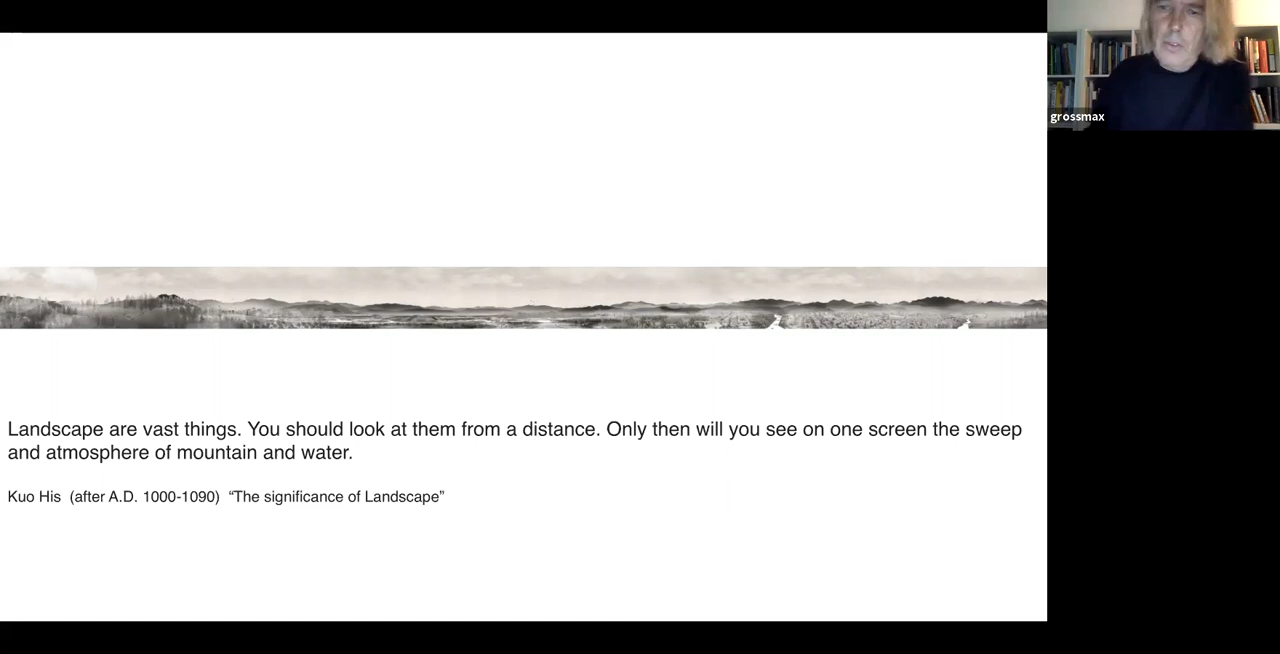 grossmax
Landscape are vast things. You should look at them from a distance. Only then will you see on one screen the sweep
and atmosphere of mountain and water.
Kuo His (after A.D. 1000-1090) “The significance of Landscape”